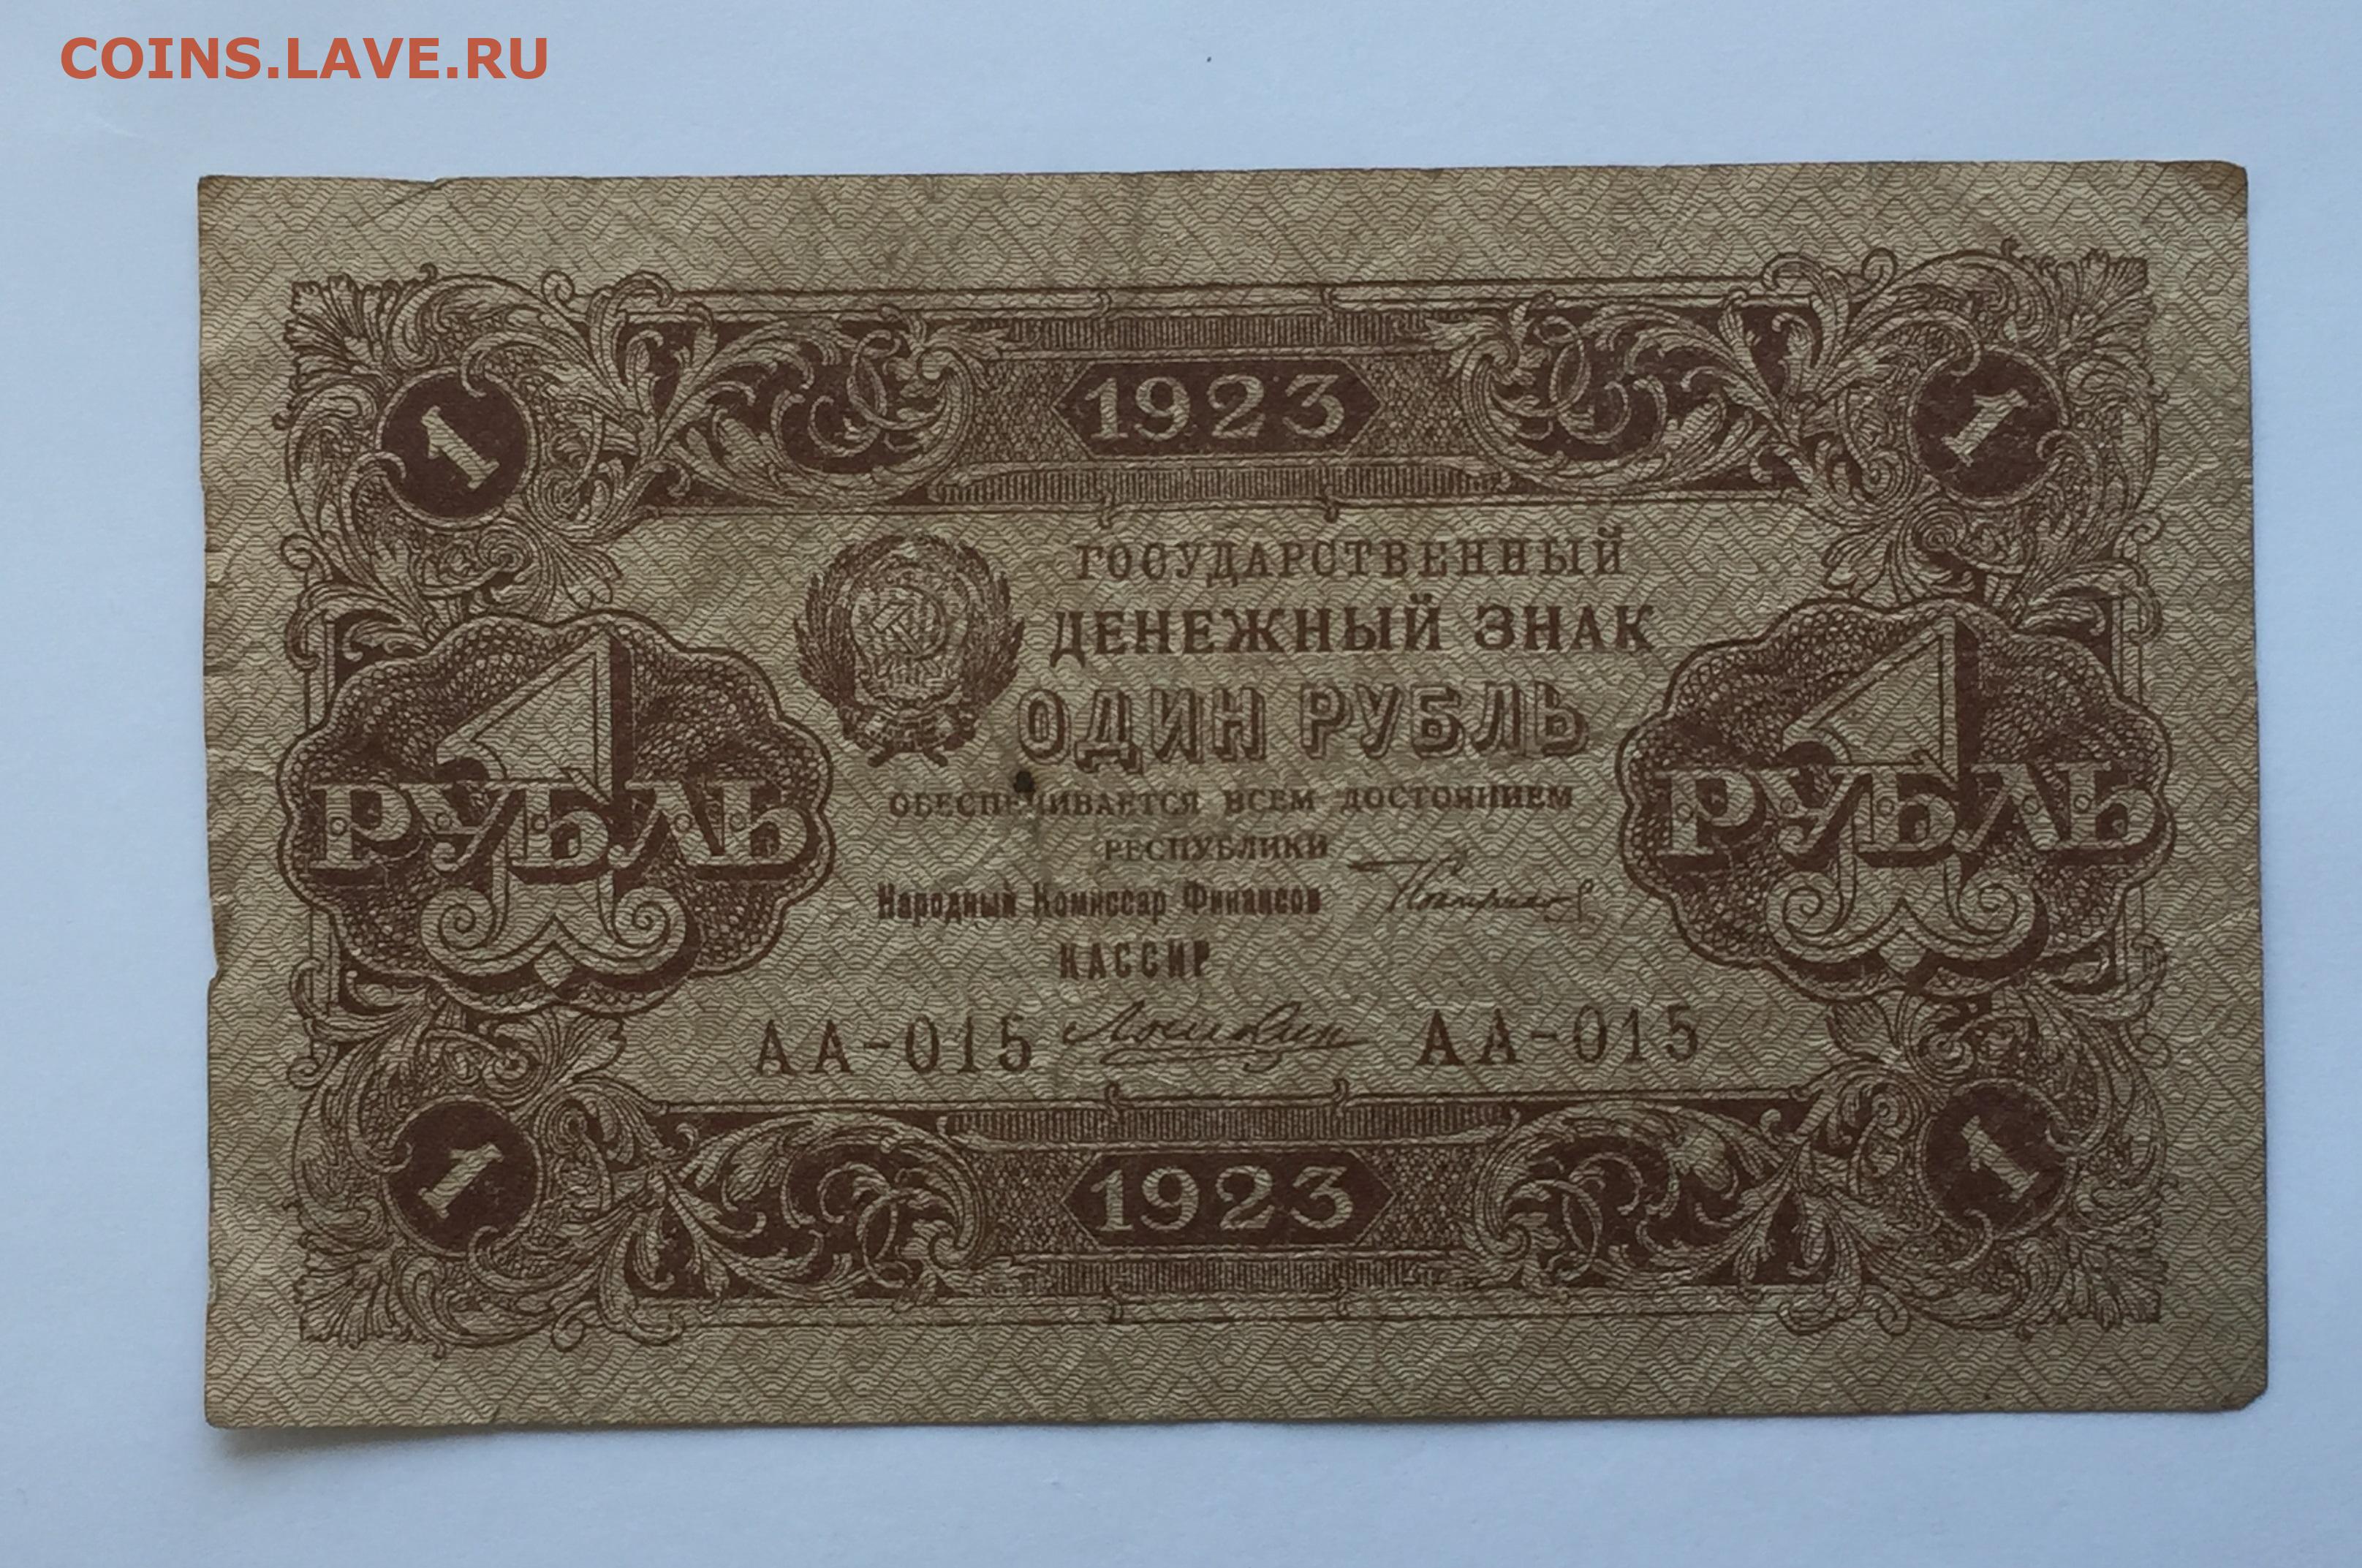 COINS.LAVE.RU
1 1923 1
ГОСУДАРСТВЕННЫЙ
ДЕНЕЖНЫЙ ЗНАК
ОДИН РУБЛЬ
1 РУБЛЬ
1 РУБЛЬ
ОБЕСПЕЧИВАЕТСЯ ВСЕМ ДОСТОЯНИЕМ
РЕСПУБЛИКИ
Народный Комиссар Финансов
КАССИР
АА-015 АА-015
1 1923 1